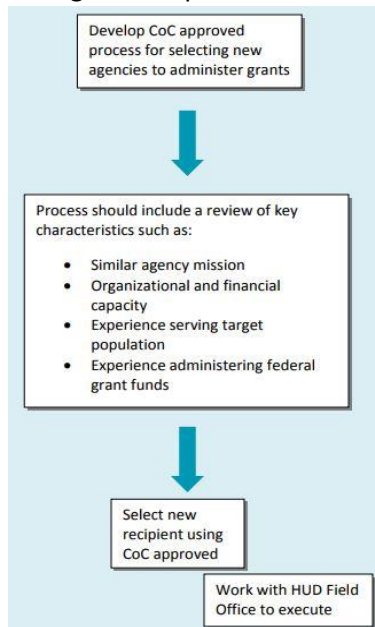 Develop CoC approved
process for selecting new
agencies to administer grants
Process should include a review of key
characteristics such as:
• Similar agency mission
• Organizational and financial
capacity
• Experience serving target
population
• Experience administering federal
grant funds
Select new
recipient using
CoC approved
Work with HUD Field
Office to execute